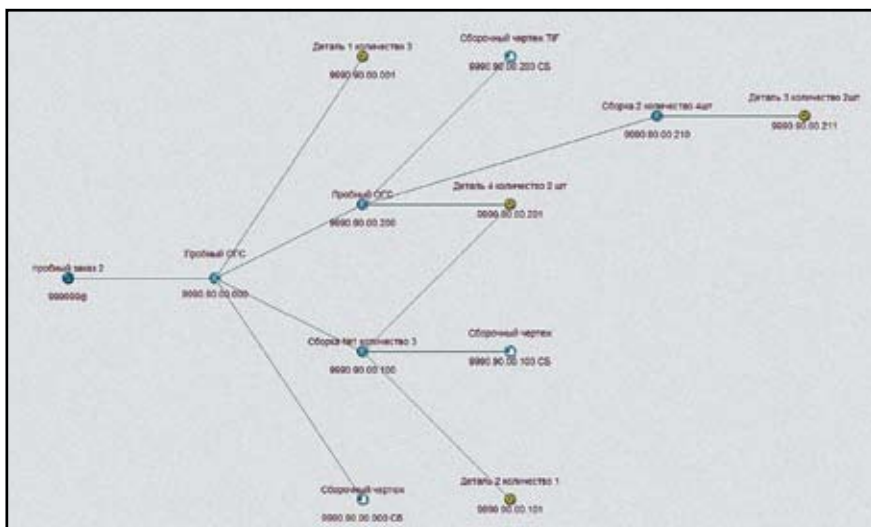 Деталь 1 количество 3
9990.90.00.001
Сборочный чертеж TIF
9990.90.00.203 СБ
Сборка 2 количество 4шт
9990.90.00.210
Деталь 3 количество 2шт
9990.90.00.211
Пробный ОГС
9990.90.00.200
Деталь 4 количество 2 шт
9990.90.00.201
пробный заказ 2
999999@
Пробный ОГС
9990.90.00.000
Сборка №1 количество 3
9990.90.00.100
Сборочный чертеж
9990.90.00.103 СБ
Сборочный чертеж
9990.90.00.000 СБ
Деталь 2 количество 1
9990.90.00.101